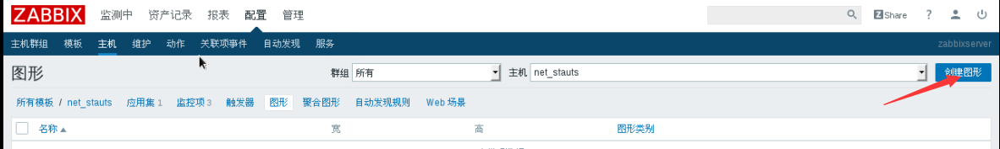 ZABBIX 监测中 资产记录 报表 配置 管理 Z Share ?
主机群组 模板 主机 维护 动作 关联项事件 自动发现 服务 zabbixserver
图形 群组 所有 主机 net_stauts 创建图形
所有模板 / net_stauts 应用集 1 监控项 3 触发器 图形 聚合图形 自动发现规则 Web 场景
名称 宽 高 图形类别